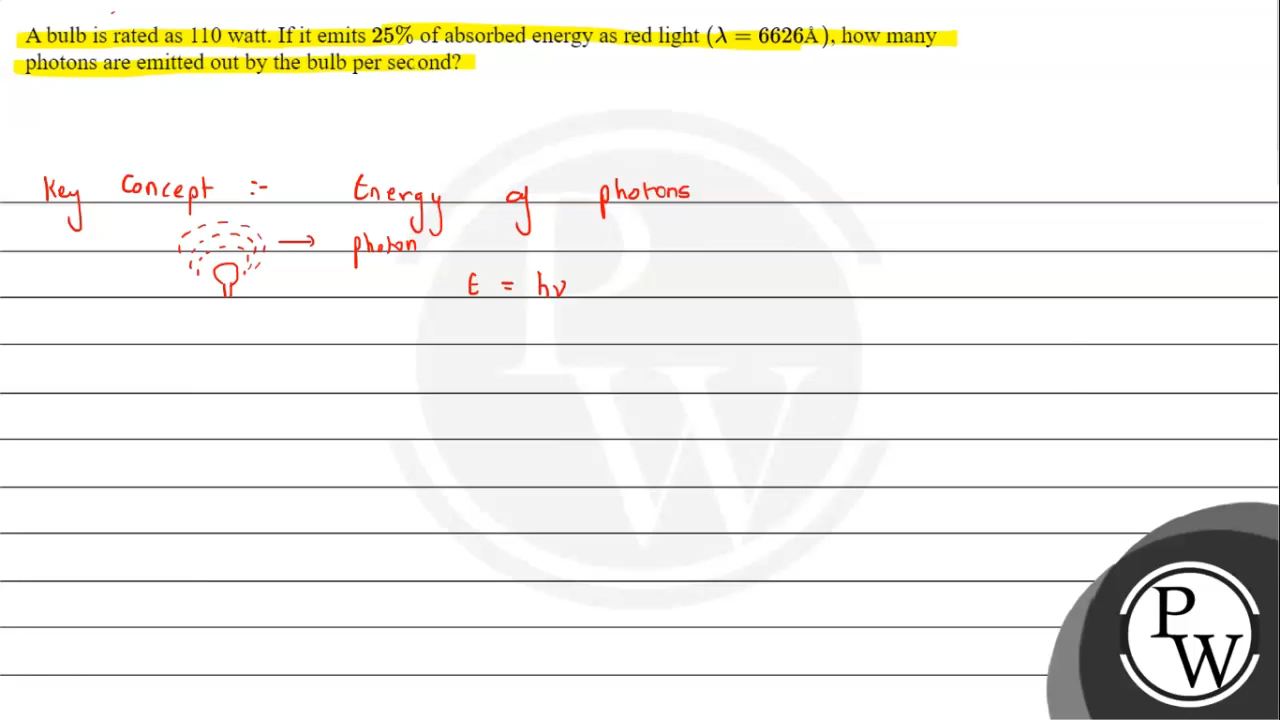 A bulb is rated as 110 watt. If it emits 25% of absorbed energy as red light (λ = 6626Å), how many
photons are emitted out by the bulb per second?
Key Concept :- Energy of photons
→ photon
E = hν
PW
PW